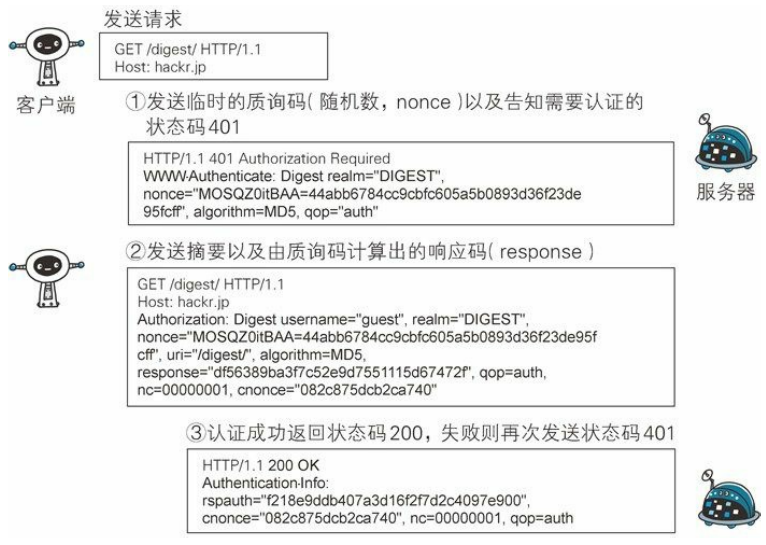 发送请求
GET /digest/ HTTP/1.1
Host: hackr.jp
客户端
①发送临时的质询码(随机数，nonce)以及告知需要认证的
状态码401
HTTP/1.1 401 Authorization Required
WWW-Authenticate: Digest realm="DIGEST",
nonce="MOSQZ0itBAA=44abb6784cc9cbfc605a5b0893d36f23de
95fcff", algorithm=MD5, qop="auth"
服务器
②发送摘要以及由质询码计算出的响应码(response)
GET /digest/ HTTP/1.1
Host: hackr.jp
Authorization: Digest username="guest", realm="DIGEST",
nonce="MOSQZ0itBAA=44abb6784cc9cbfc605a5b0893d36f23de95f
cff", uri="/digest/", algorithm=MD5,
response="df56389ba3f7c52e9d7551115d67472f", qop=auth,
nc=00000001, cnonce="082c875dcb2ca740"
③认证成功返回状态码200，失败则再次发送状态码401
HTTP/1.1 200 OK
Authentication-Info:
rspauth="f218e9ddb407a3d16f2f7d2c4097e900",
cnonce="082c875dcb2ca740", nc=00000001, qop=auth